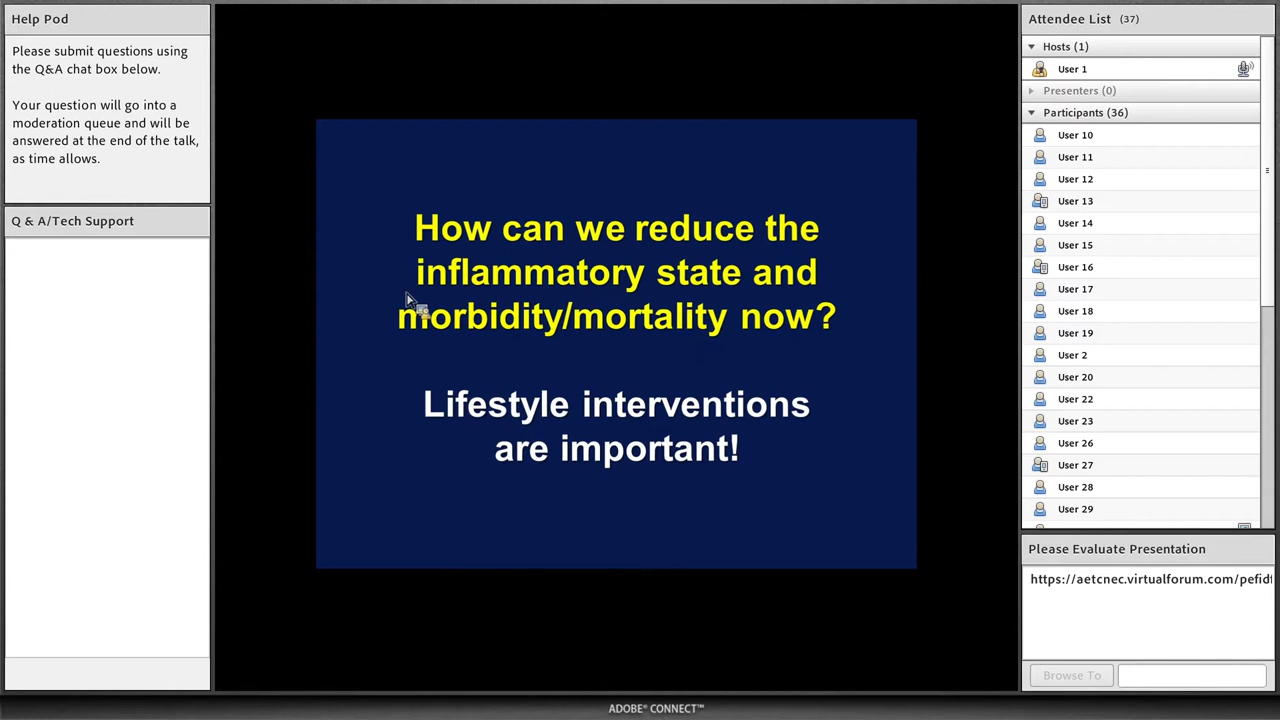 Help Pod
Please submit questions using
the Q&A chat box below.
Your question will go into a
moderation queue and will be
answered at the end of the talk,
as time allows.
Q & A/Tech Support
How can we reduce the
inflammatory state and
morbidity/mortality now?
Lifestyle interventions
are important!
Attendee List (37)
Hosts (1)
User 1
Presenters (0)
Participants (36)
User 10
User 11
User 12
User 13
User 14
User 15
User 16
User 17
User 18
User 19
User 2
User 20
User 22
User 23
User 26
User 27
User 28
User 29
Please Evaluate Presentation
https://aetcnec.virtualforum.com/pefidf
Browse To
ADOBE® CONNECT™